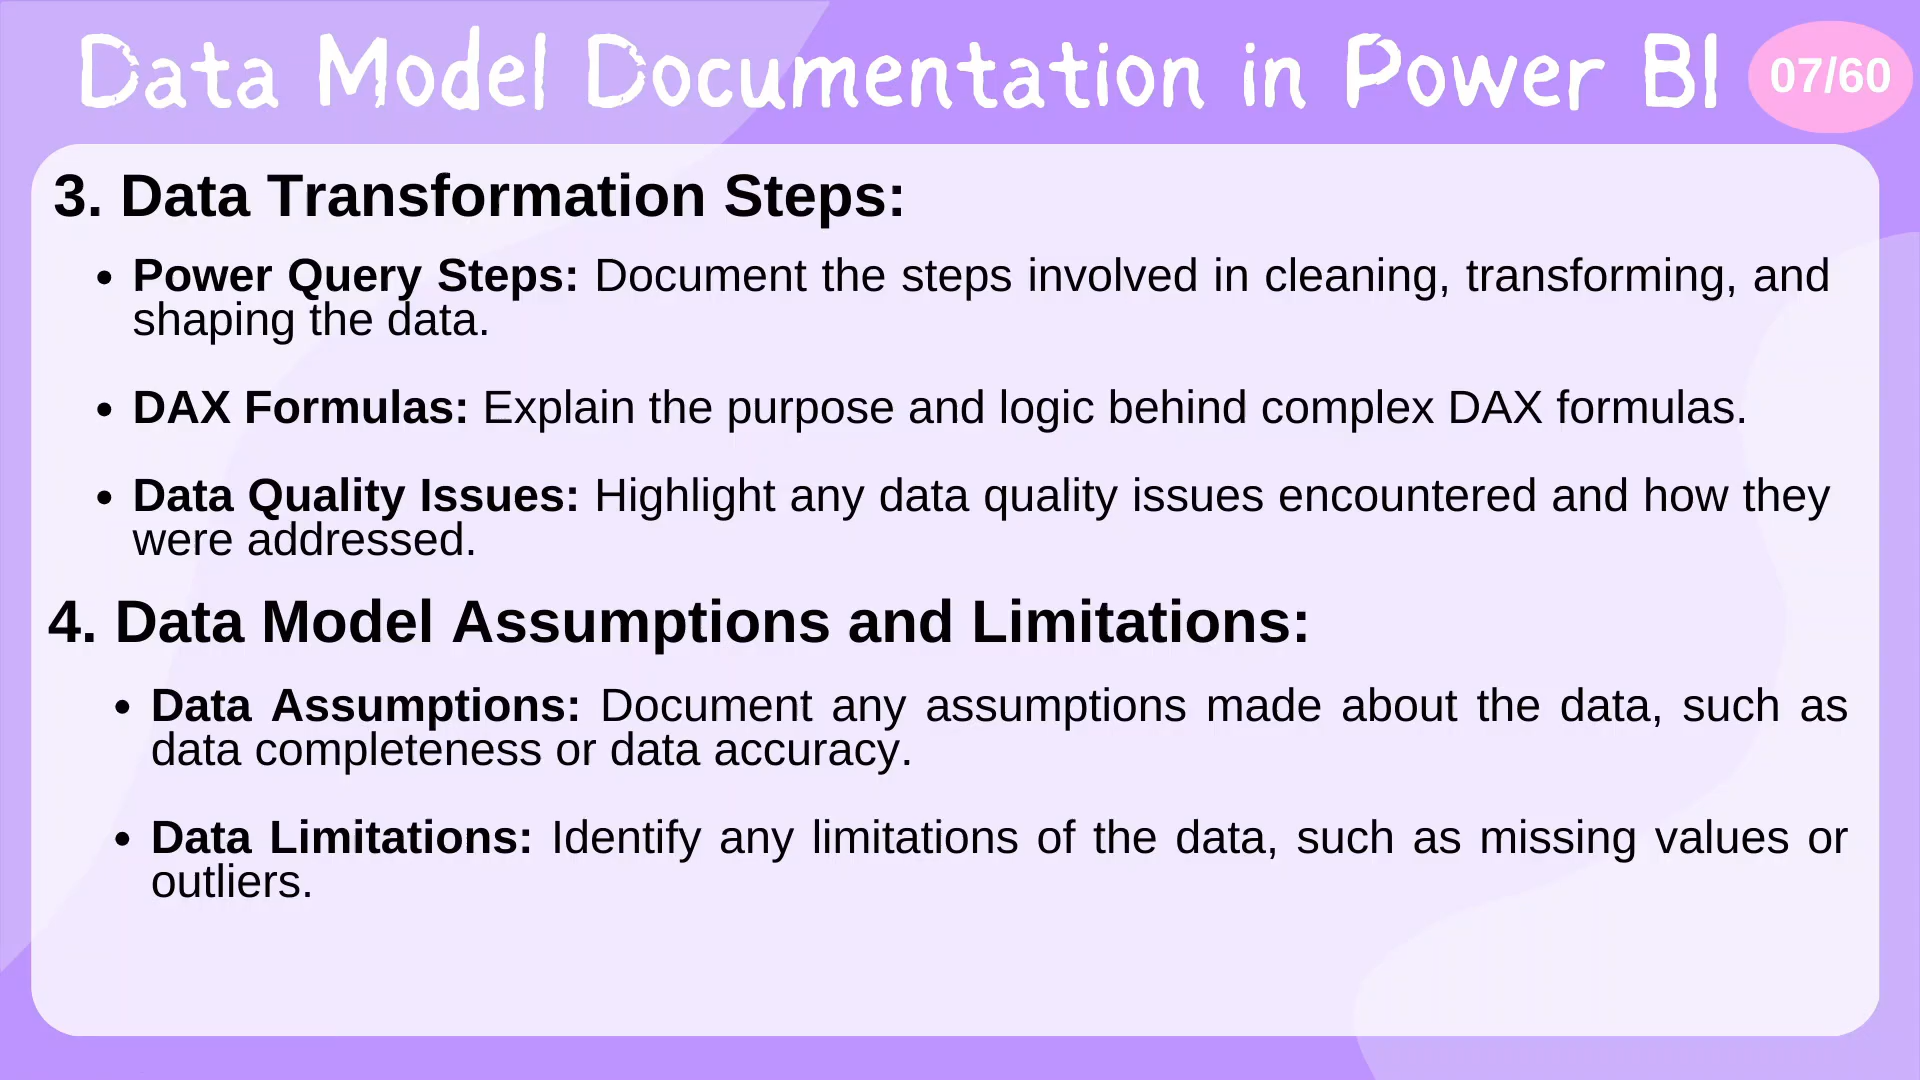 Data Model Documentation in Power BI
07/60
3. Data Transformation Steps:
• Power Query Steps: Document the steps involved in cleaning, transforming, and
shaping the data.
• DAX Formulas: Explain the purpose and logic behind complex DAX formulas.
• Data Quality Issues: Highlight any data quality issues encountered and how they
were addressed.
4. Data Model Assumptions and Limitations:
• Data Assumptions: Document any assumptions made about the data, such as
data completeness or data accuracy.
• Data Limitations: Identify any limitations of the data, such as missing values or
outliers.